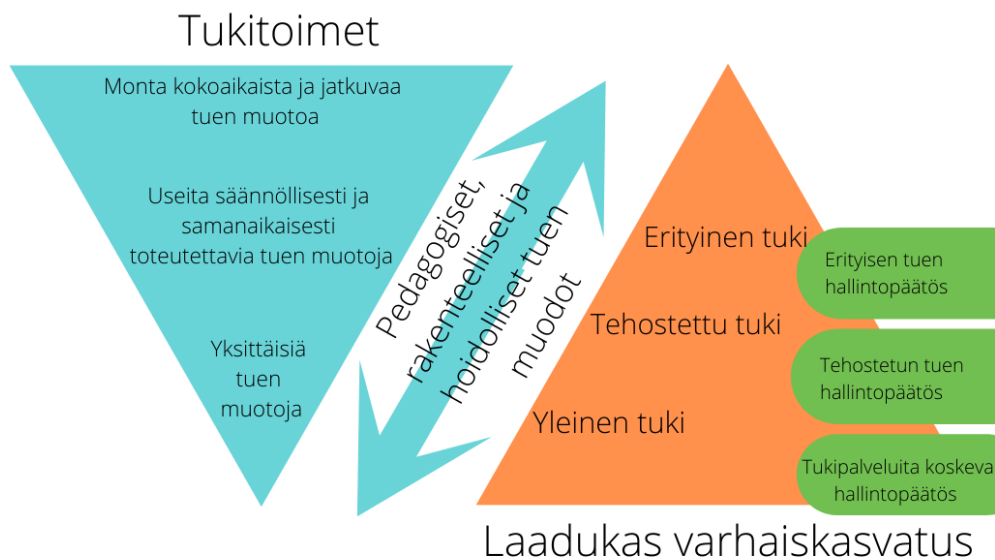 Tukitoimet
Monta kokoaikaista ja jatkuvaa
tuen muotoa
Useita säännöllisesti ja
samanaikaisesti
toteutettavia tuen muotoja
Yksittäisiä
tuen
muotoja
Pedagogiset,
rakenteelliset ja
hoidolliset tuen
muodot
Erityinen tuki
Tehostettu tuki
Yleinen tuki
Erityisen tuen
hallintopäätös
Tehostetun tuen
hallintopäätös
Tukipalveluita koskeva
hallintopäätös
Laadukas varhaiskasvatus